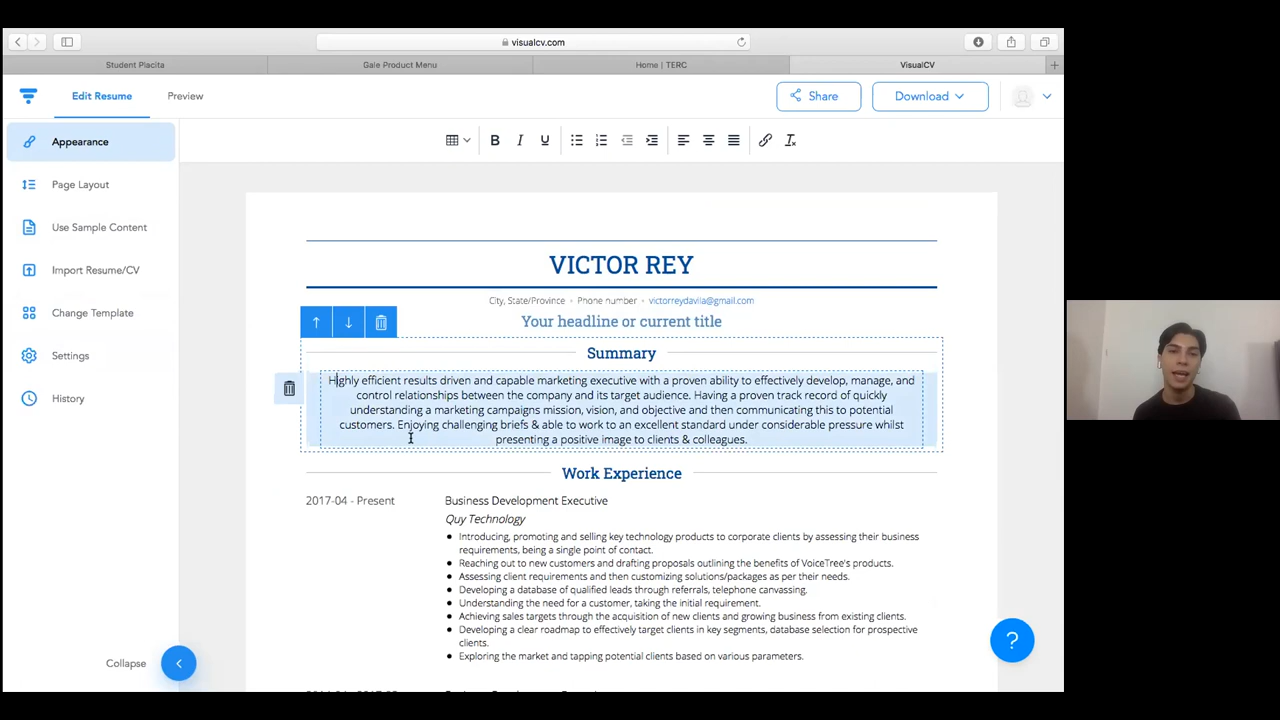 visualcv.com
Student Placita
Gale Product Menu
Home | TERC
VisualCV
Edit Resume
Preview
Share
Download
Appearance
Page Layout
Use Sample Content
Import Resume/CV
Change Template
Settings
History
Collapse
B I U
VICTOR REY
City, State/Province • Phone number • victorreydavila@gmail.com
Your headline or current title
Summary
Highly efficient results driven and capable marketing executive with a proven ability to effectively develop, manage, and
control relationships between the company and its target audience. Having a proven track record of quickly
understanding a marketing campaigns mission, vision, and objective and then communicating this to potential
customers. Enjoying challenging briefs & able to work to an excellent standard under considerable pressure whilst
presenting a positive image to clients & colleagues.
Work Experience
2017-04 - Present
Business Development Executive
Quy Technology
• Introducing, promoting and selling key technology products to corporate clients by assessing their business
requirements, being a single point of contact.
• Reaching out to new customers and drafting proposals outlining the benefits of VoiceTree's products.
• Assessing client requirements and then customizing solutions/packages as per their needs.
• Developing a database of qualified leads through referrals, telephone canvassing.
• Understanding the need for a customer, taking the initial requirement.
• Achieving sales targets through the acquisition of new clients and growing business from existing clients.
• Developing a clear roadmap to effectively target clients in key segments, database selection for prospective
clients.
• Exploring the market and tapping potential clients based on various parameters.
?